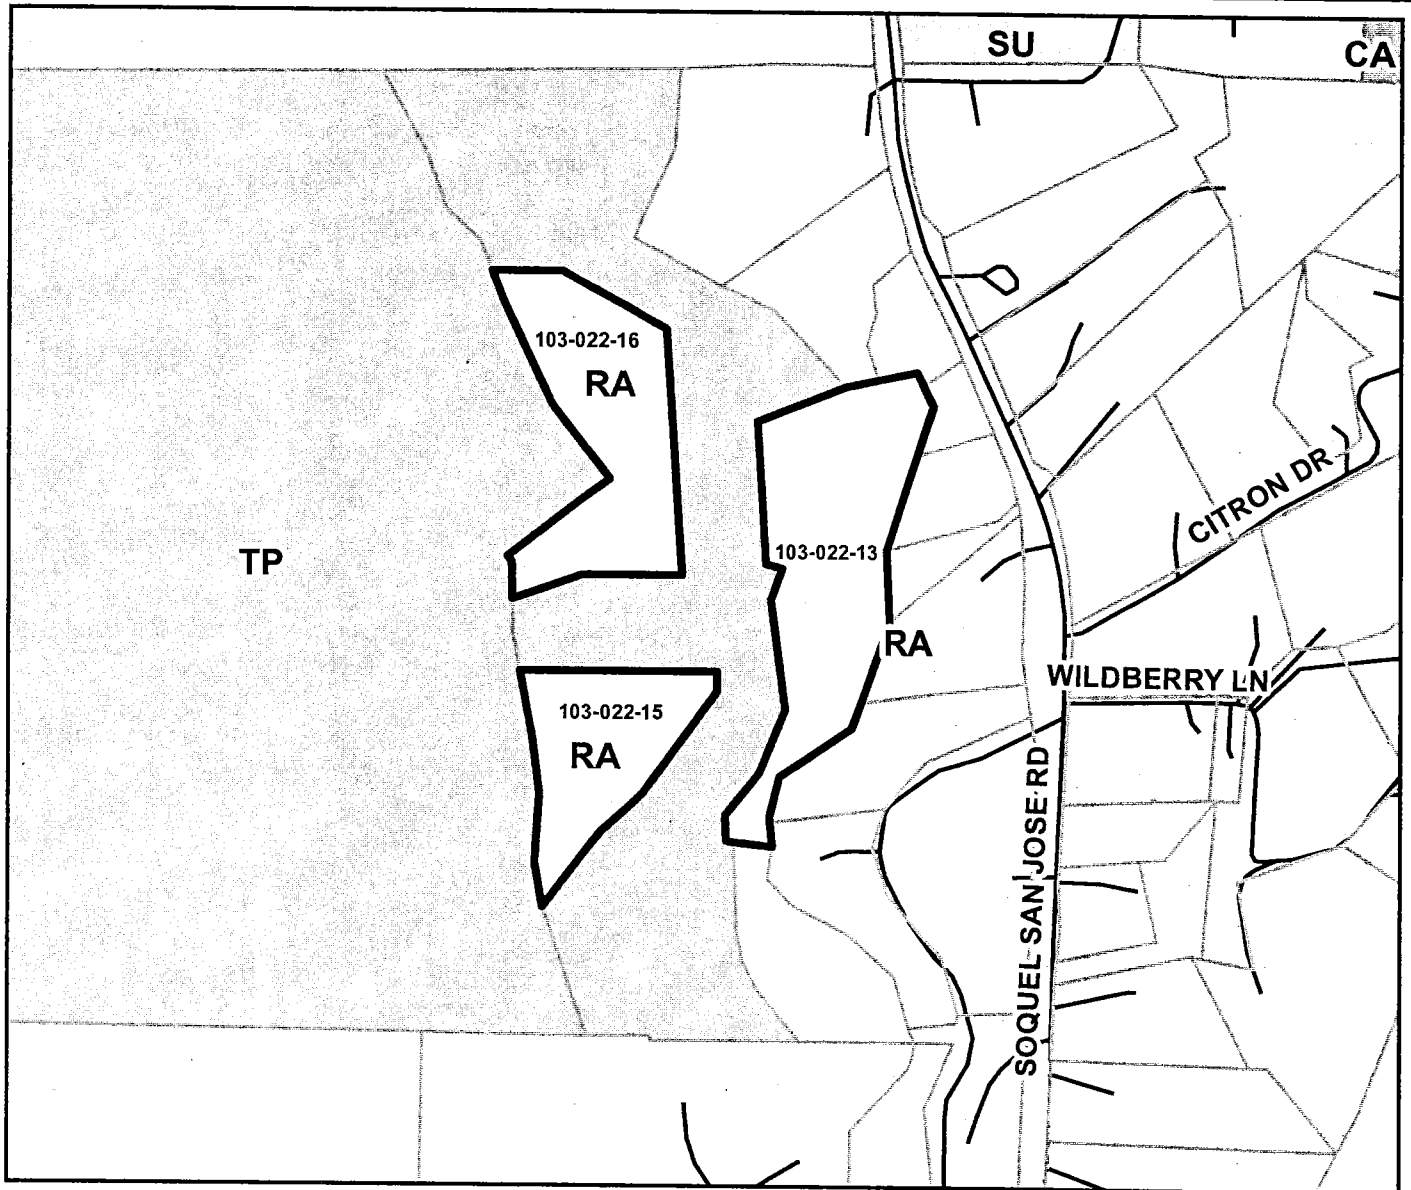 SU
CA
103-022-16
RA
CITRON DR
TP
103-022-13
RA
WILDBERRY LN
103-022-15
RA
SOQUEL SAN JOSE RD